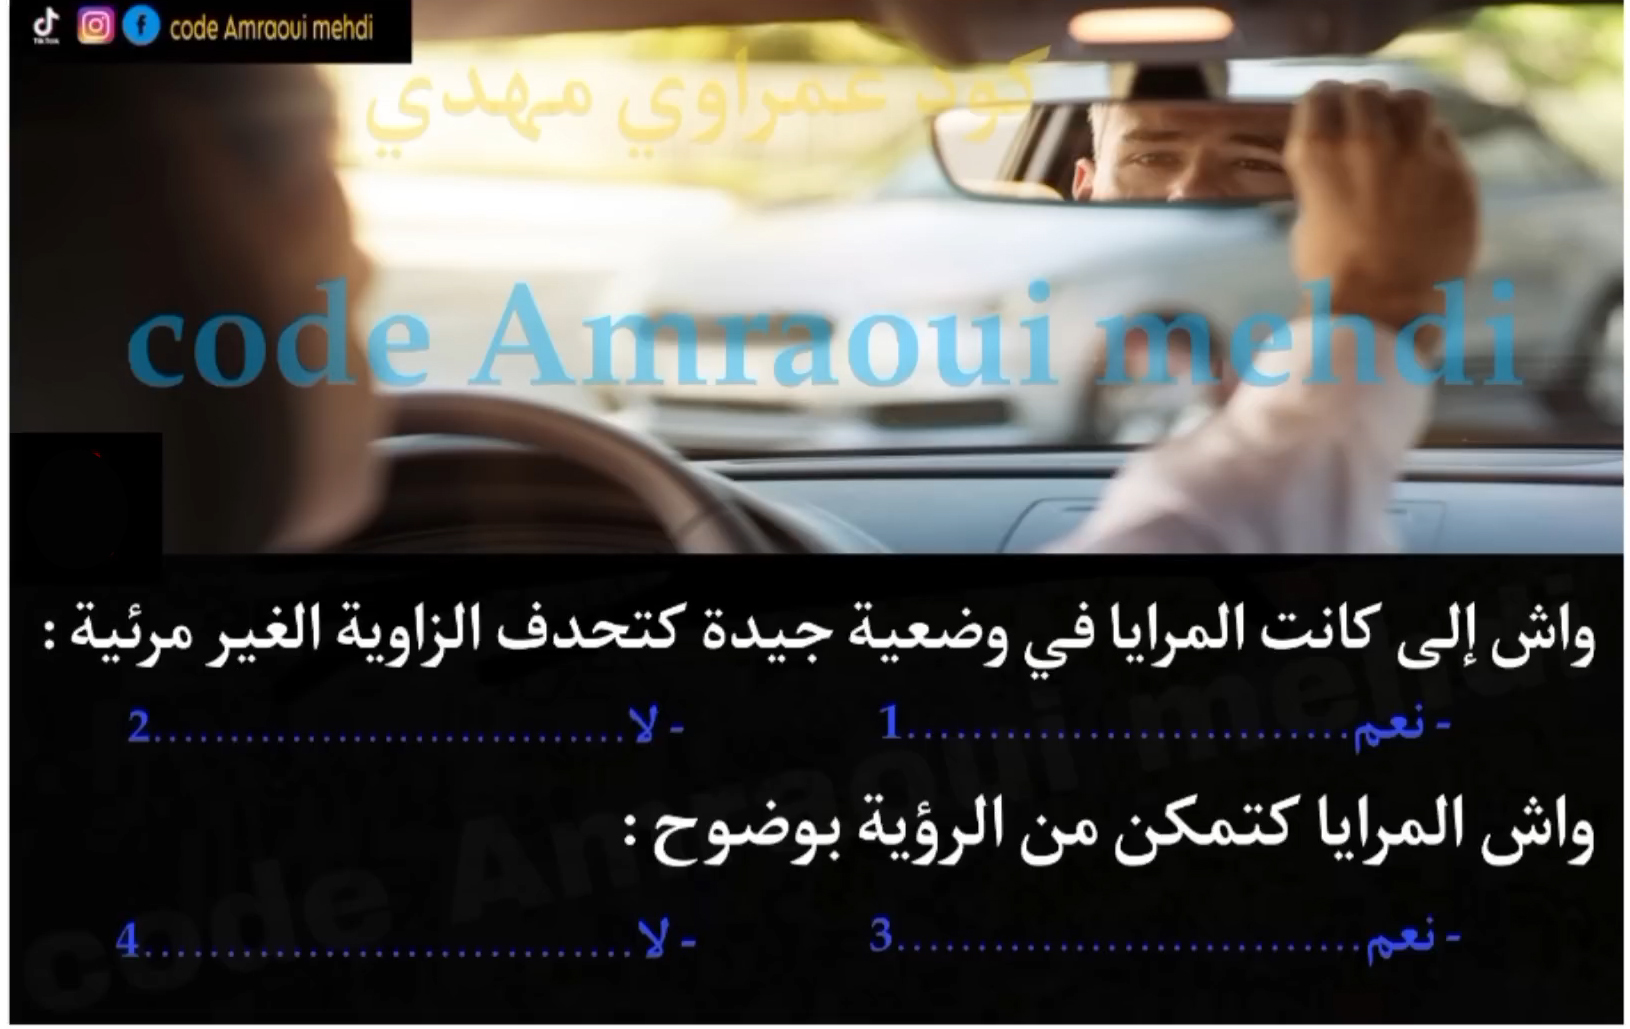 code Amraoui mehdi
كود عمراوي مهدي
code Amraoui mehdi
واش إلى كانت المرايا في وضعية جيدة كتحدف الزاوية الغير مرئية :
- نعم...........................1 - لا..............................2
واش المرايا كتمكن من الرؤية بوضوح :
- نعم............................3 - لا...............................4
code Amraoui mehdi